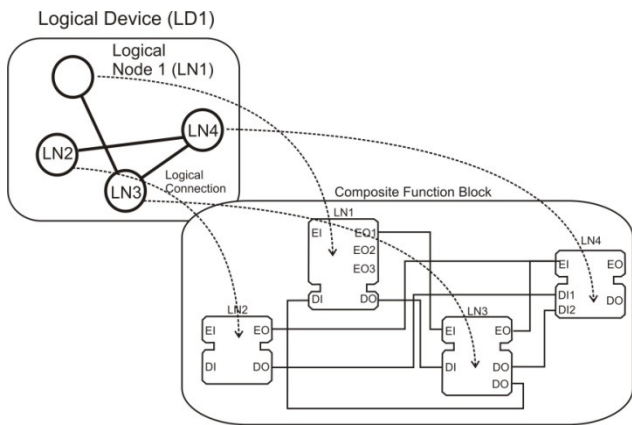 Logical Device (LD1)
Logical
Node 1 (LN1)
LN4
LN2
Logical
Connection
LN3
Composite Function Block
LN1
EI EO1
EO2
EO3
DI DO
LN4
EI EO
DI1 DO
DI2
LN2
EI EO
DI DO
LN3
EI EO
DI DO
DO